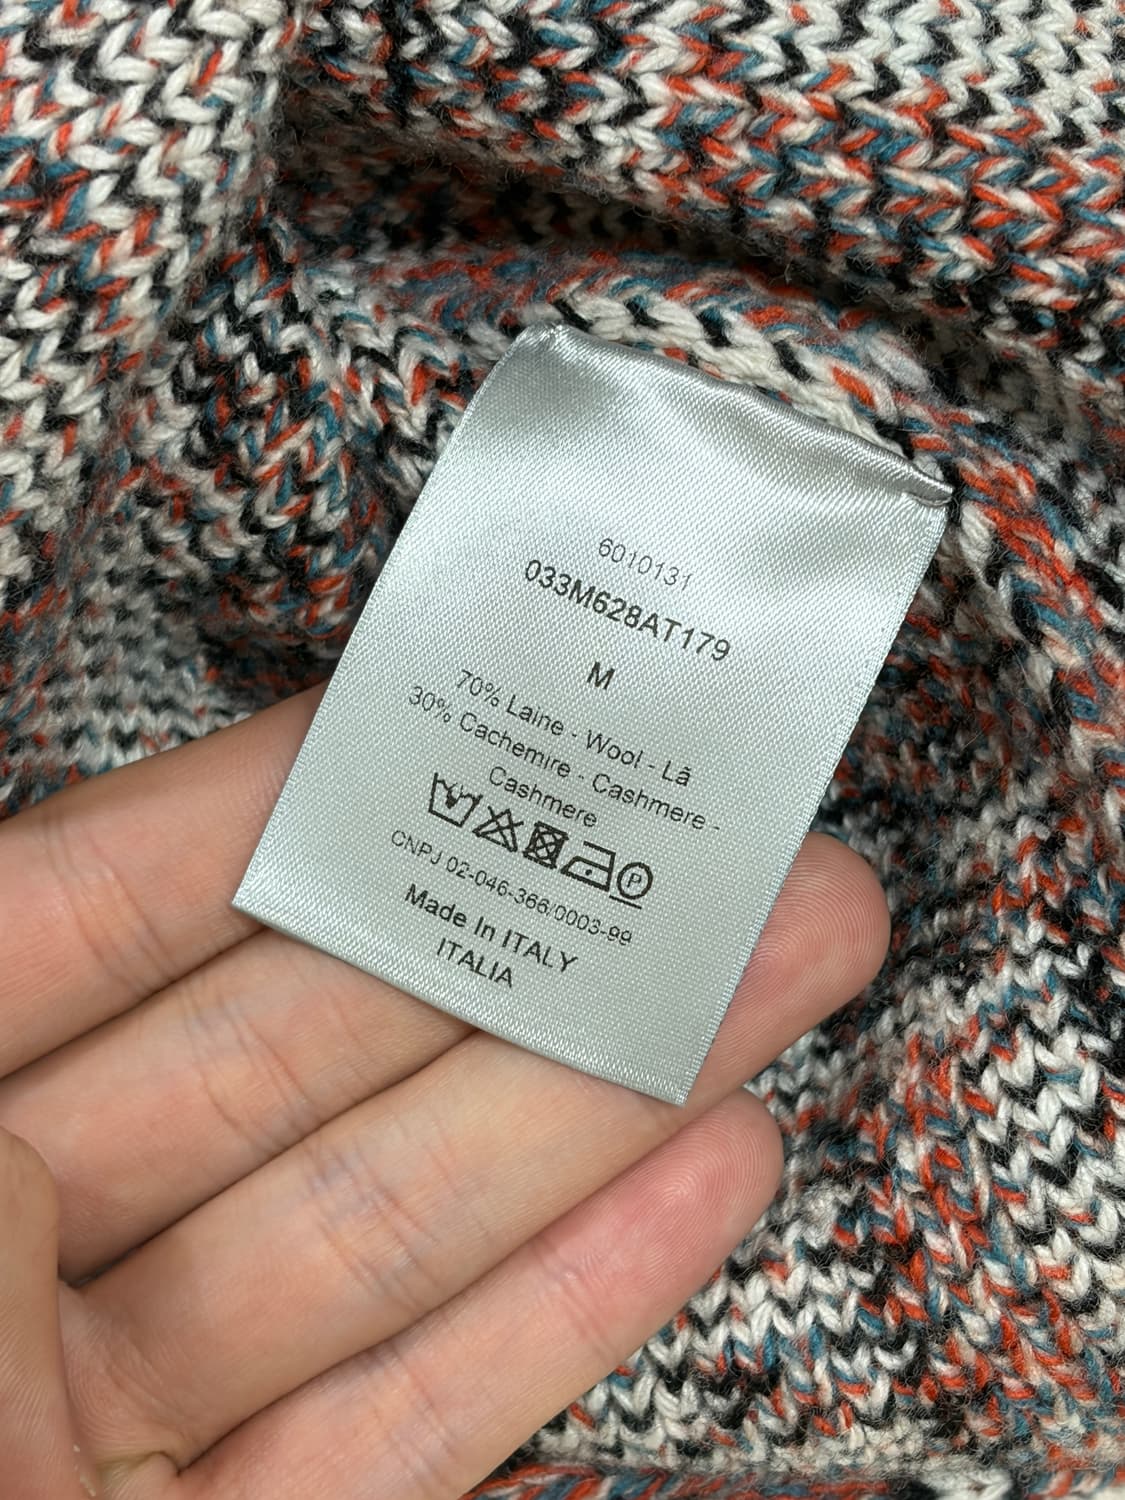 6010131
033M628AT179
M
70% Laine - Wool - Lã
30% Cachemire - Cashmere -
Cashmere
P
CNPJ 02-046-366/0003-99
Made In ITALY
ITALIA